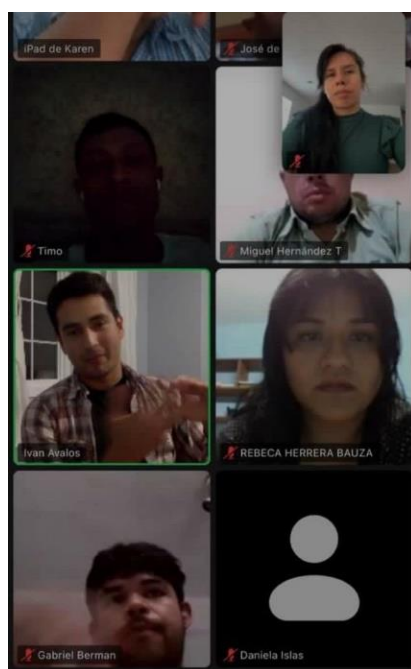 iPad de Karen
José de
Timo
Miguel Hernández T
Ivan Avalos
REBECA HERRERA BAUZA
Gabriel Berman
Daniela Islas